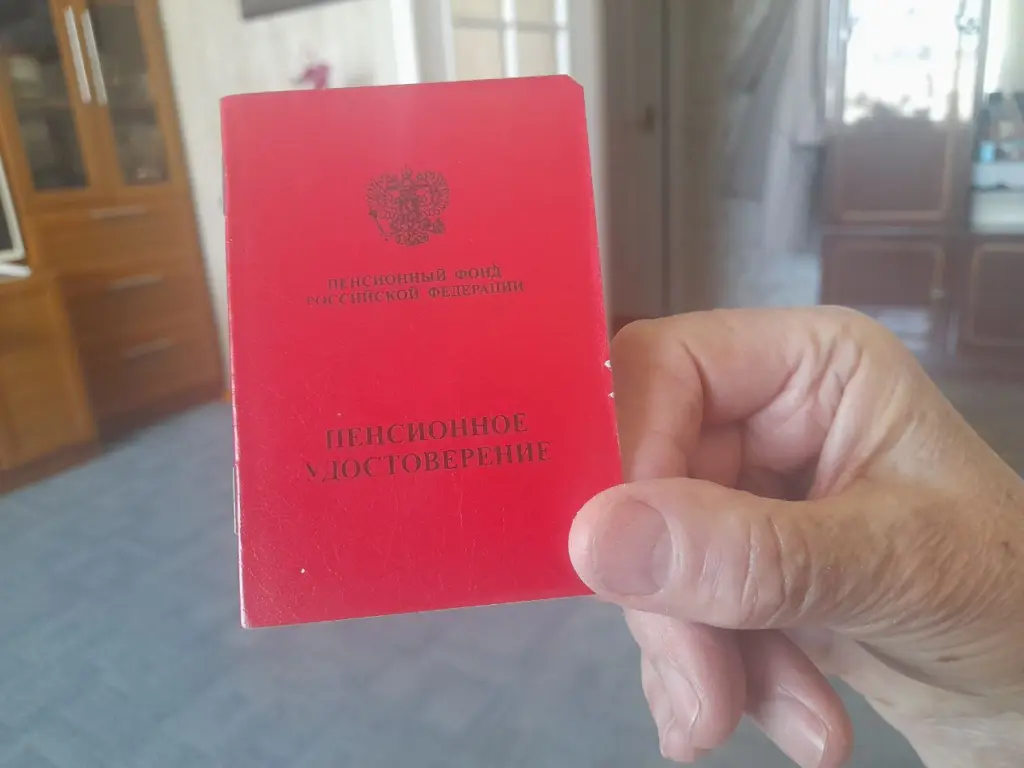 ПЕНСИОННЫЙ ФОНД
РОССИЙСКОЙ ФЕДЕРАЦИИ
ПЕНСИОННОЕ
УДОСТОВЕРЕНИЕ